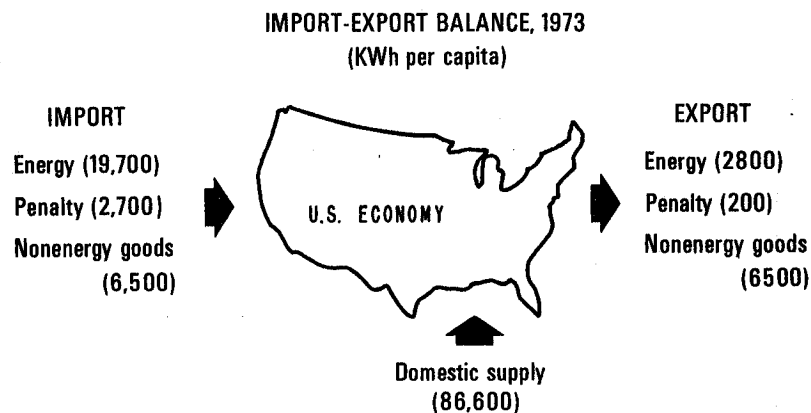 IMPORT-EXPORT BALANCE, 1973
(KWh per capita)
IMPORT
Energy (19,700)
Penalty (2,700)
Nonenergy goods
(6,500)
U.S. ECONOMY
EXPORT
Energy (2800)
Penalty (200)
Nonenergy goods
(6500)
Domestic supply
(86,600)